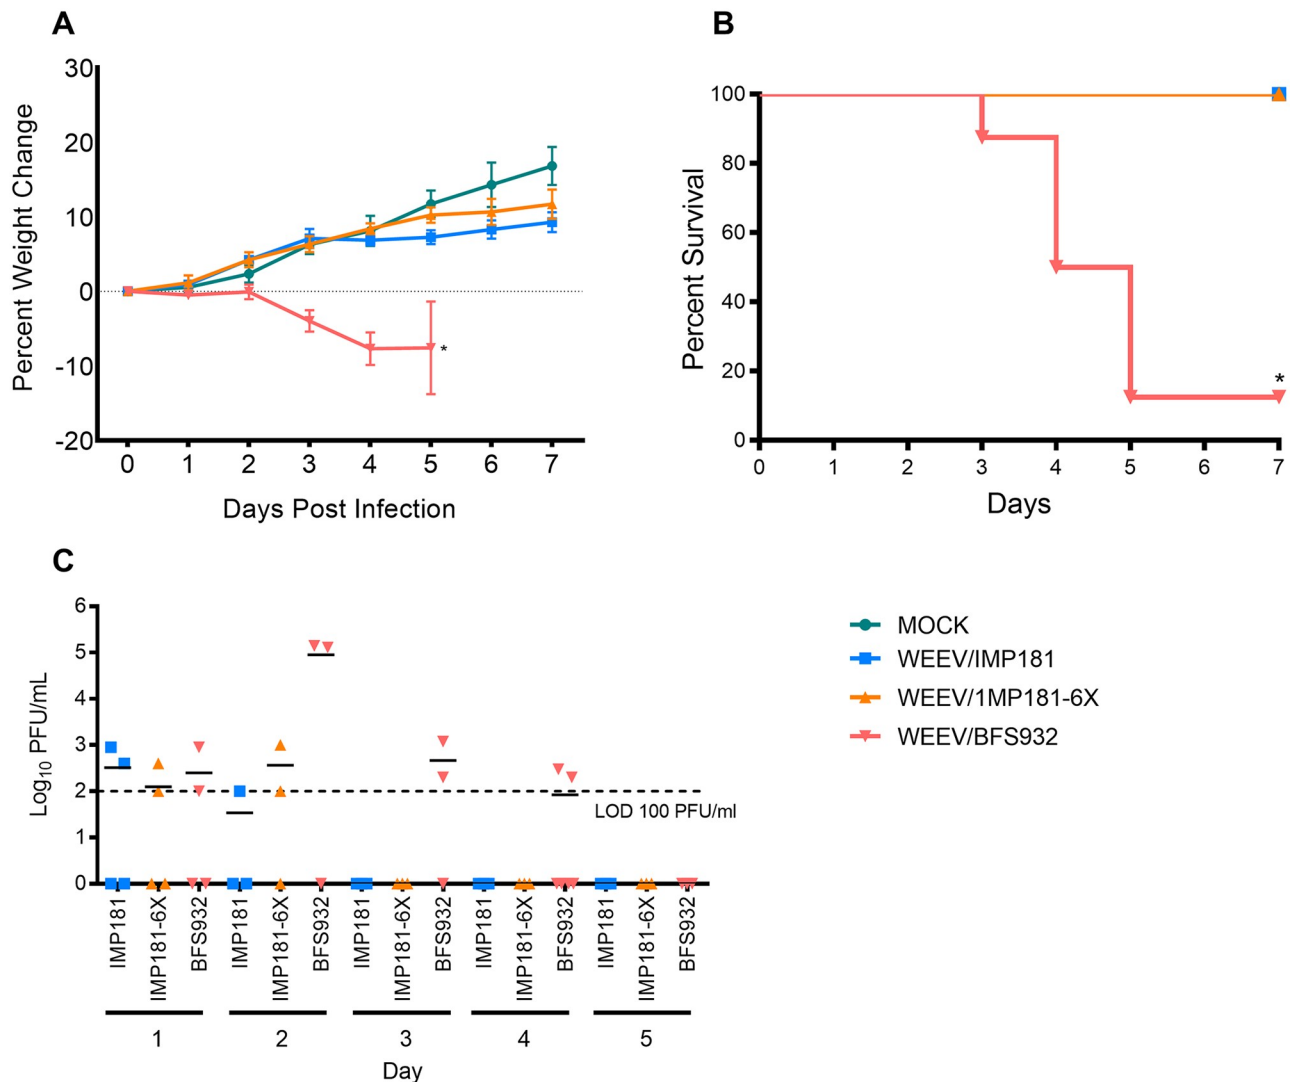 A
30
20
10
0
-10
-20
Percent Weight Change
*
0 1 2 3 4 5 6 7
Days Post Infection
B
100
80
60
40
20
0
Percent Survival
*
0 1 2 3 4 5 6 7
Days
C
6
5
4
3
2
1
0
Log10 PFU/mL
LOD 100 PFU/ml
IMP181 IMP181-6X BFS932 IMP181 IMP181-6X BFS932 IMP181 IMP181-6X BFS932 IMP181 IMP181-6X BFS932 IMP181 IMP181-6X BFS932
1 2 3 4 5
Day
MOCK
WEEV/IMP181
WEEV/1MP181-6X
WEEV/BFS932